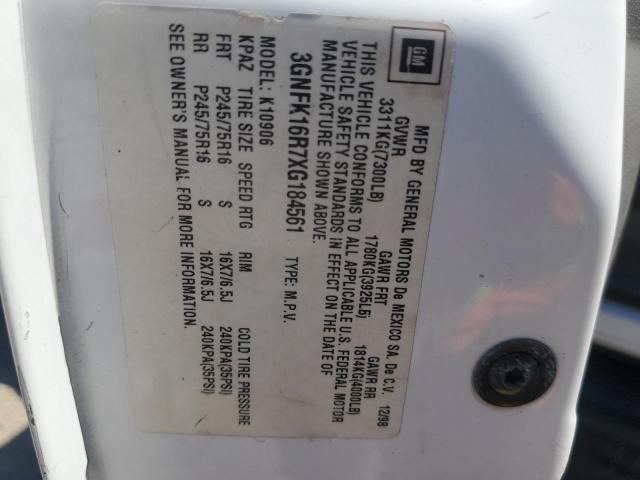 GM
MFD BY GENERAL MOTORS De MEXICO SA. De C.V. 12/98
GVWR GAWR FRT GAWR RR
3311KG(7300LB) 1780KG(3925LB) 1814KG(4000LB)
THIS VEHICLE CONFORMS TO ALL APPLICABLE U.S. FEDERAL MOTOR
VEHICLE SAFETY STANDARDS IN EFFECT ON THE DATE OF
MANUFACTURE SHOWN ABOVE.
3GNFK16R7XG184561 TYPE: M.P.V.
MODEL: K10906
KPAZ TIRE SIZE SPEED RTG RIM COLD TIRE PRESSURE
FRT P245/75R16 S 16X7/6.5J 240KPA(35PSI)
RR P245/75R16 S 16X7/6.5J 240KPA(35PSI)
SEE OWNER'S MANUAL FOR MORE INFORMATION.